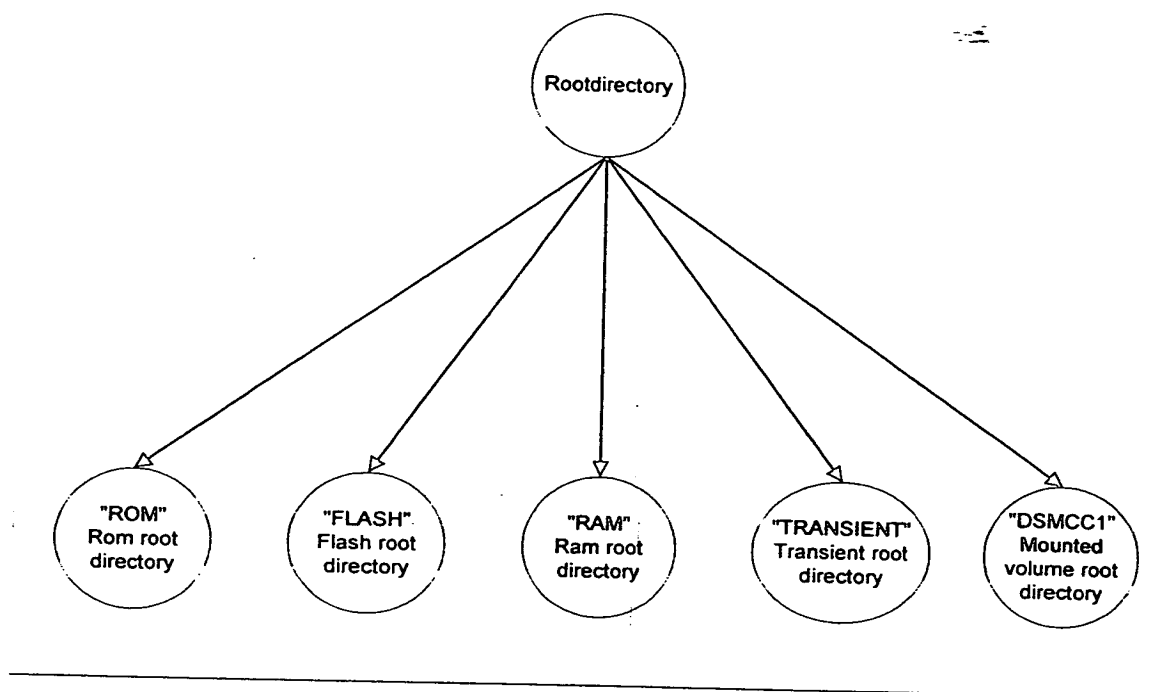 Rootdirectory
"ROM"
Rom root
directory
"FLASH"
Flash root
directory
"RAM"
Ram root
directory
"TRANSIENT"
Transient root
directory
"DSMCC1"
Mounted
volume root
directory